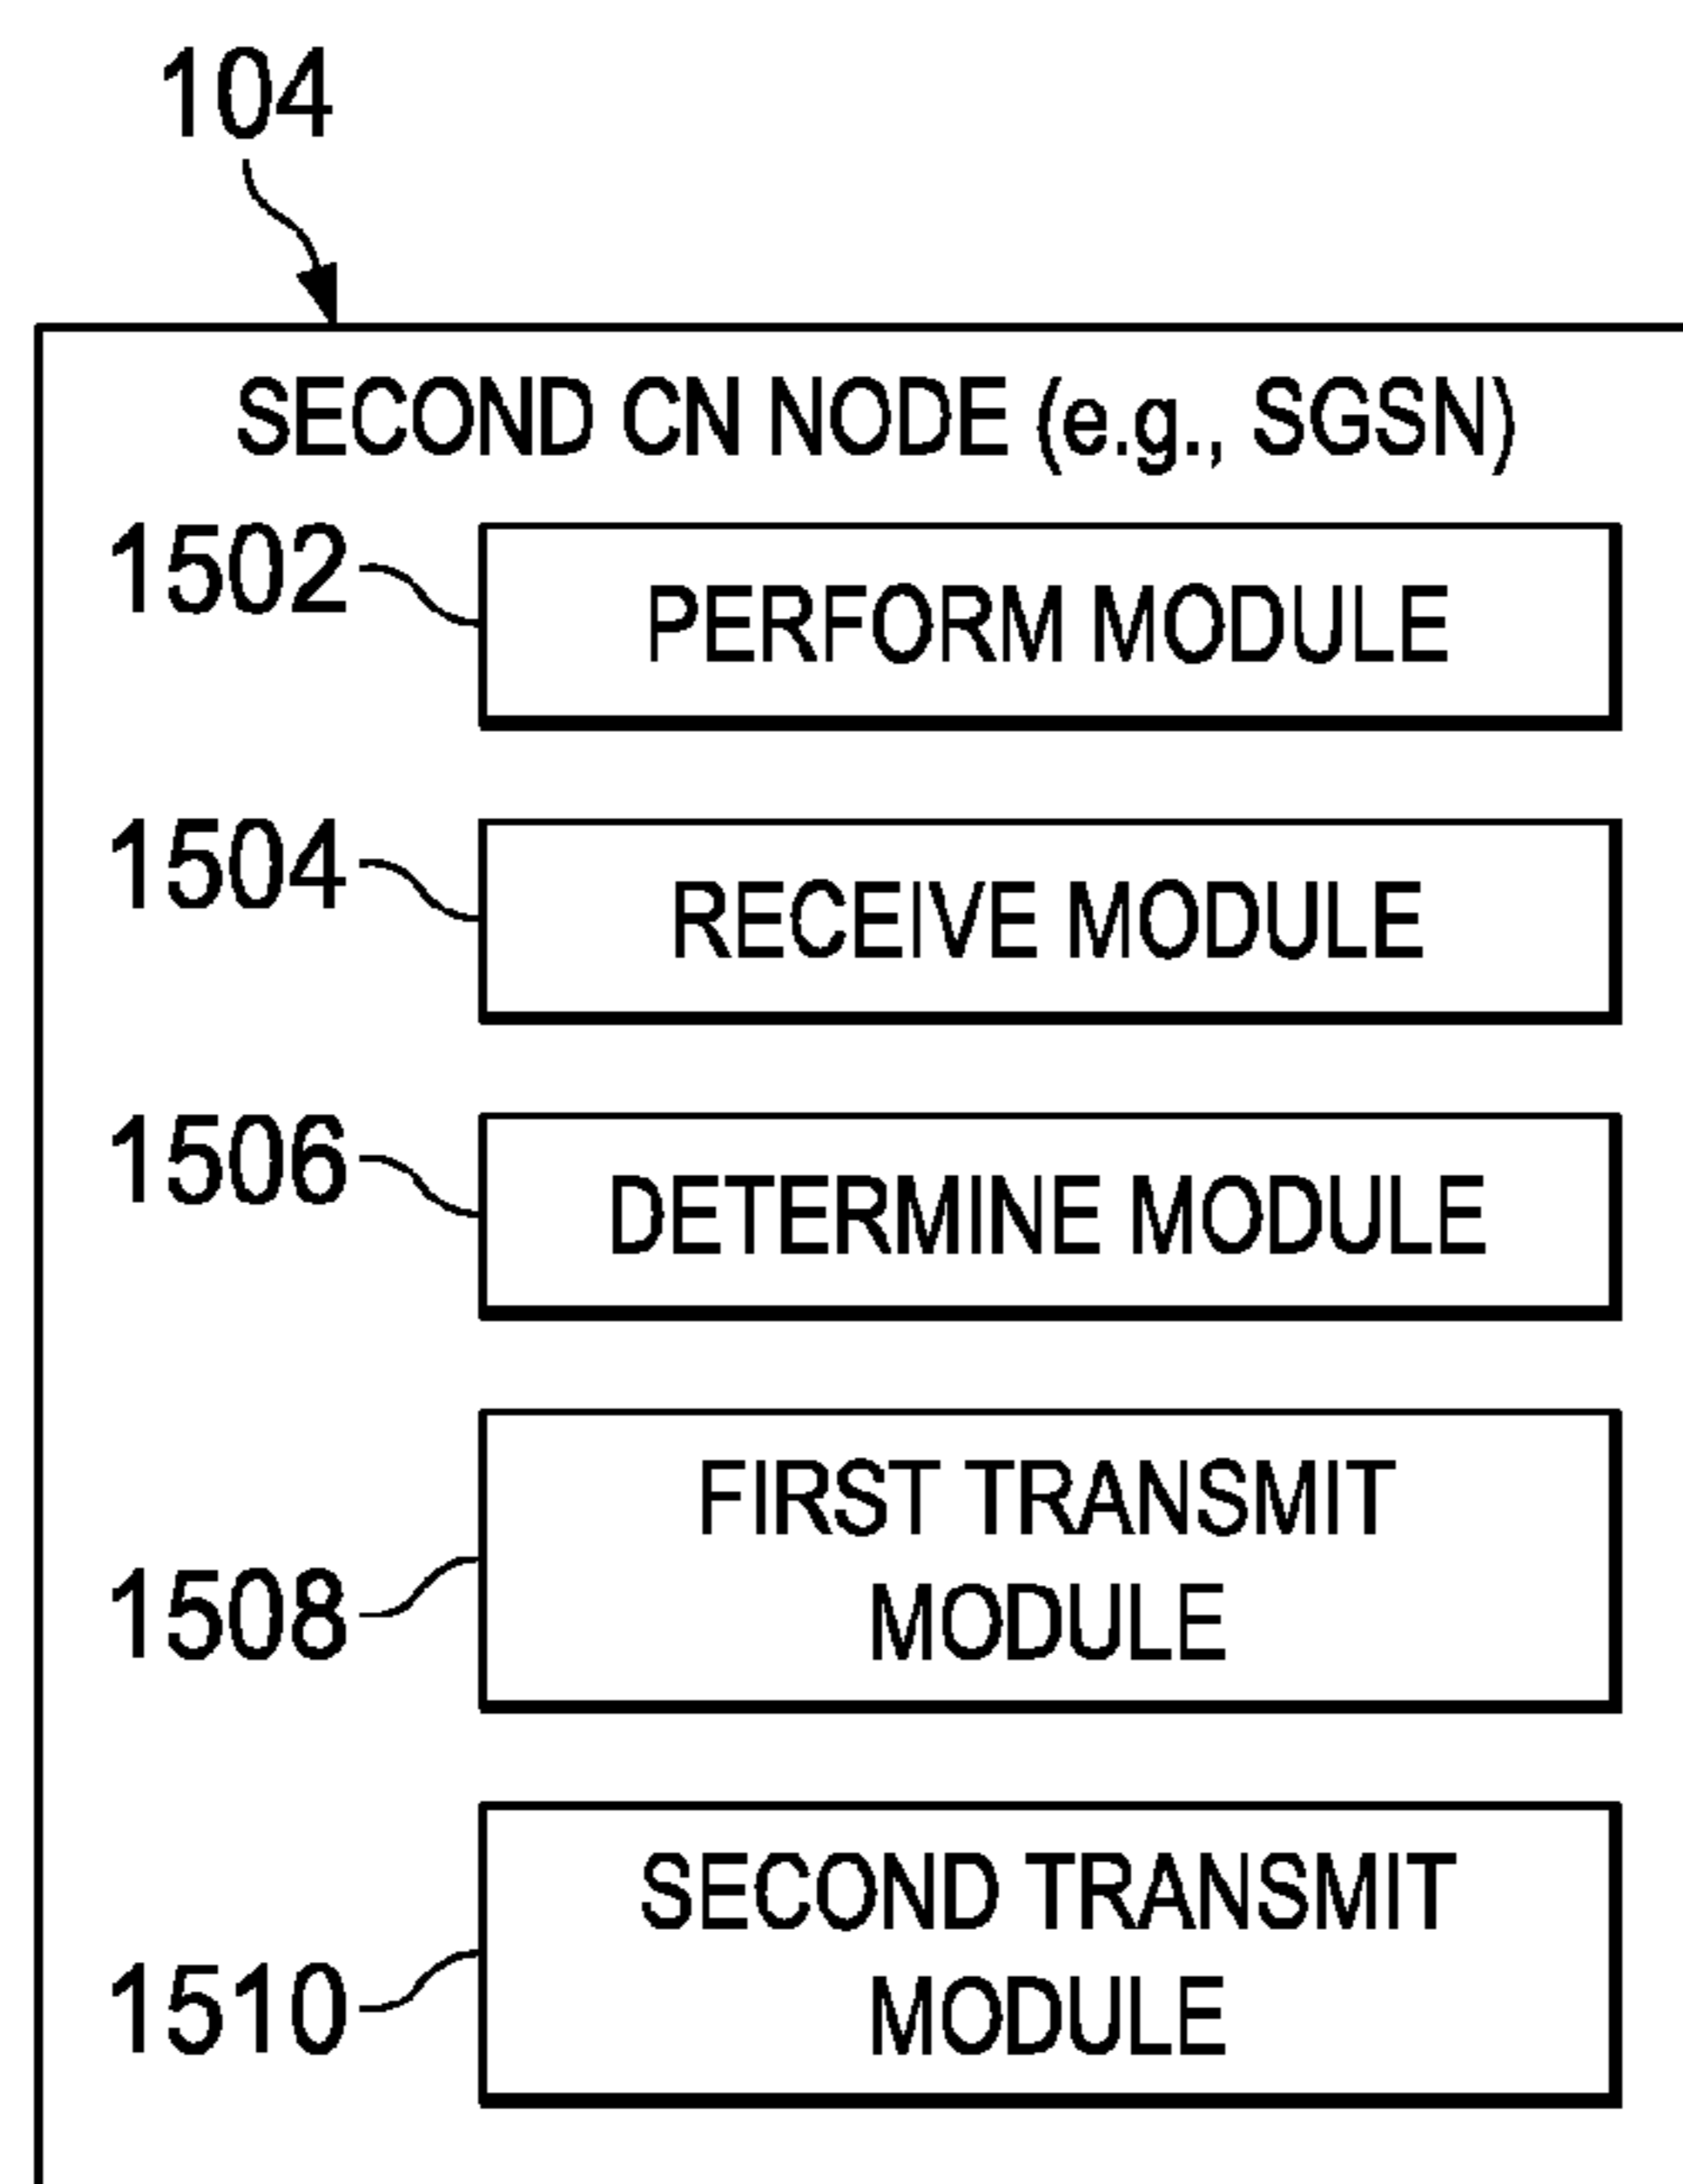 104
SECOND CN NODE (e.g., SGSN)
1502
PERFORM MODULE
1504
RECEIVE MODULE
1506
DETERMINE MODULE
FIRST TRANSMIT
1508
MODULE
SECOND TRANSMIT
1510
MODULE